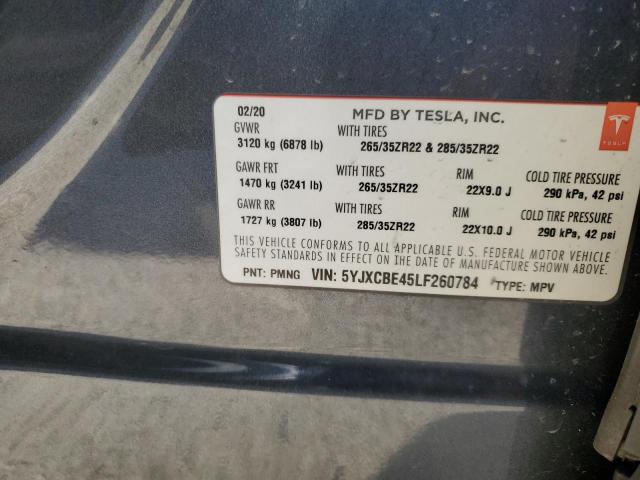 02/20 MFD BY TESLA, INC.
GVWR WITH TIRES
3120 kg (6878 lb) 265/35ZR22 & 285/35ZR22
GAWR FRT WITH TIRES RIM COLD TIRE PRESSURE
1470 kg (3241 lb) 265/35ZR22 22X9.0 J 290 kPa, 42 psi
GAWR RR WITH TIRES RIM COLD TIRE PRESSURE
1727 kg (3807 lb) 285/35ZR22 22X10.0 J 290 kPa, 42 psi
THIS VEHICLE CONFORMS TO ALL APPLICABLE U.S. FEDERAL MOTOR VEHICLE
SAFETY STANDARDS IN EFFECT ON THE DATE OF MANUFACTURE SHOWN ABOVE.
PNT: PMNG VIN: 5YJXCBE45LF260784 TYPE: MPV
TESLA